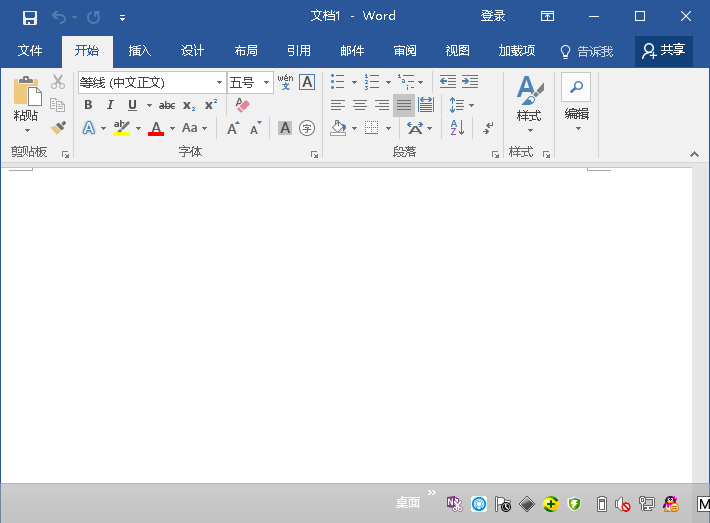 文档1 - Word 登录
文件 开始 插入 设计 布局 引用 邮件 审阅 视图 加载项 告诉我 共享
等线 (中文正文) 五号 wén 文 A
粘贴 B I U abc x₂ x² 样式 编辑
A ab A Aa A A A 字 A Z
剪贴板 字体 段落 样式
桌面 » N M